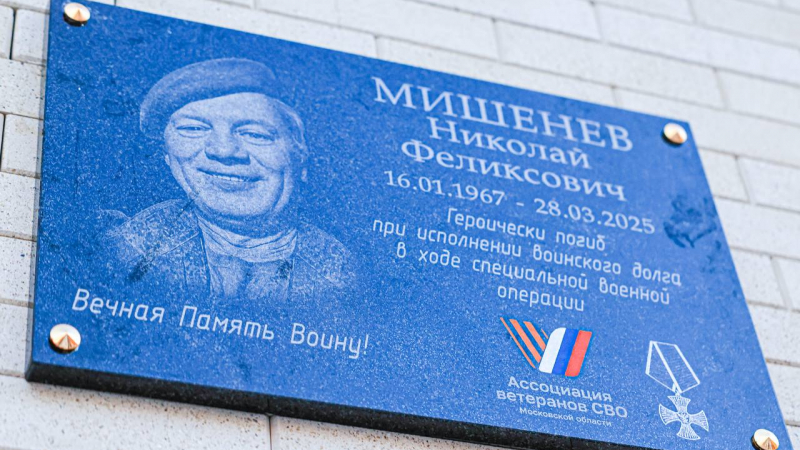 МИШЕНЕВ
Николай
Феликсович
16.01.1967 - 28.03.2025
Героически погиб
при исполнении воинского долга
в ходе специальной военной
операции
Вечная Память Воину!
Ассоциация
ветеранов СВО
Московской области